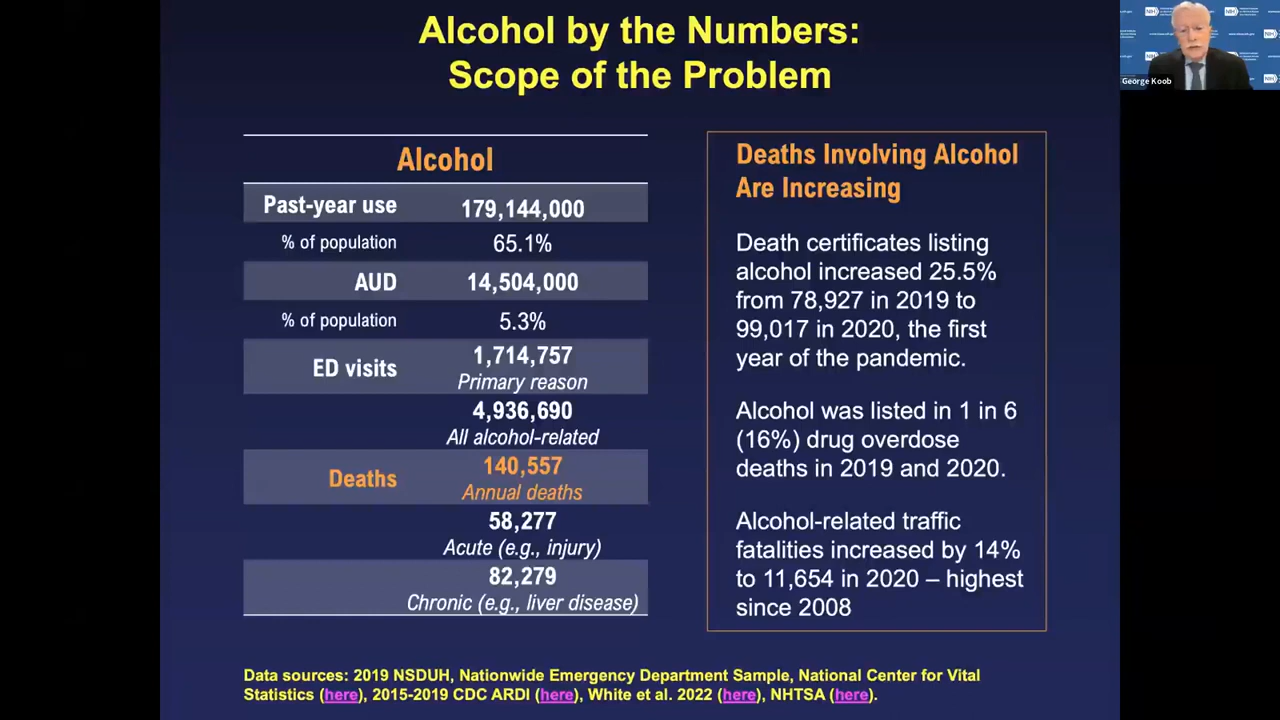 Alcohol by the Numbers:
Scope of the Problem
Alcohol
Past-year use 179,144,000
% of population 65.1%
AUD 14,504,000
% of population 5.3%
ED visits 1,714,757
Primary reason
4,936,690
All alcohol-related
Deaths 140,557
Annual deaths
58,277
Acute (e.g., injury)
82,279
Chronic (e.g., liver disease)
Deaths Involving Alcohol
Are Increasing
Death certificates listing
alcohol increased 25.5%
from 78,927 in 2019 to
99,017 in 2020, the first
year of the pandemic.
Alcohol was listed in 1 in 6
(16%) drug overdose
deaths in 2019 and 2020.
Alcohol-related traffic
fatalities increased by 14%
to 11,654 in 2020 – highest
since 2008
Data sources: 2019 NSDUH, Nationwide Emergency Department Sample, National Center for Vital
Statistics (here), 2015-2019 CDC ARDI (here), White et al. 2022 (here), NHTSA (here).
NIH
George Koob